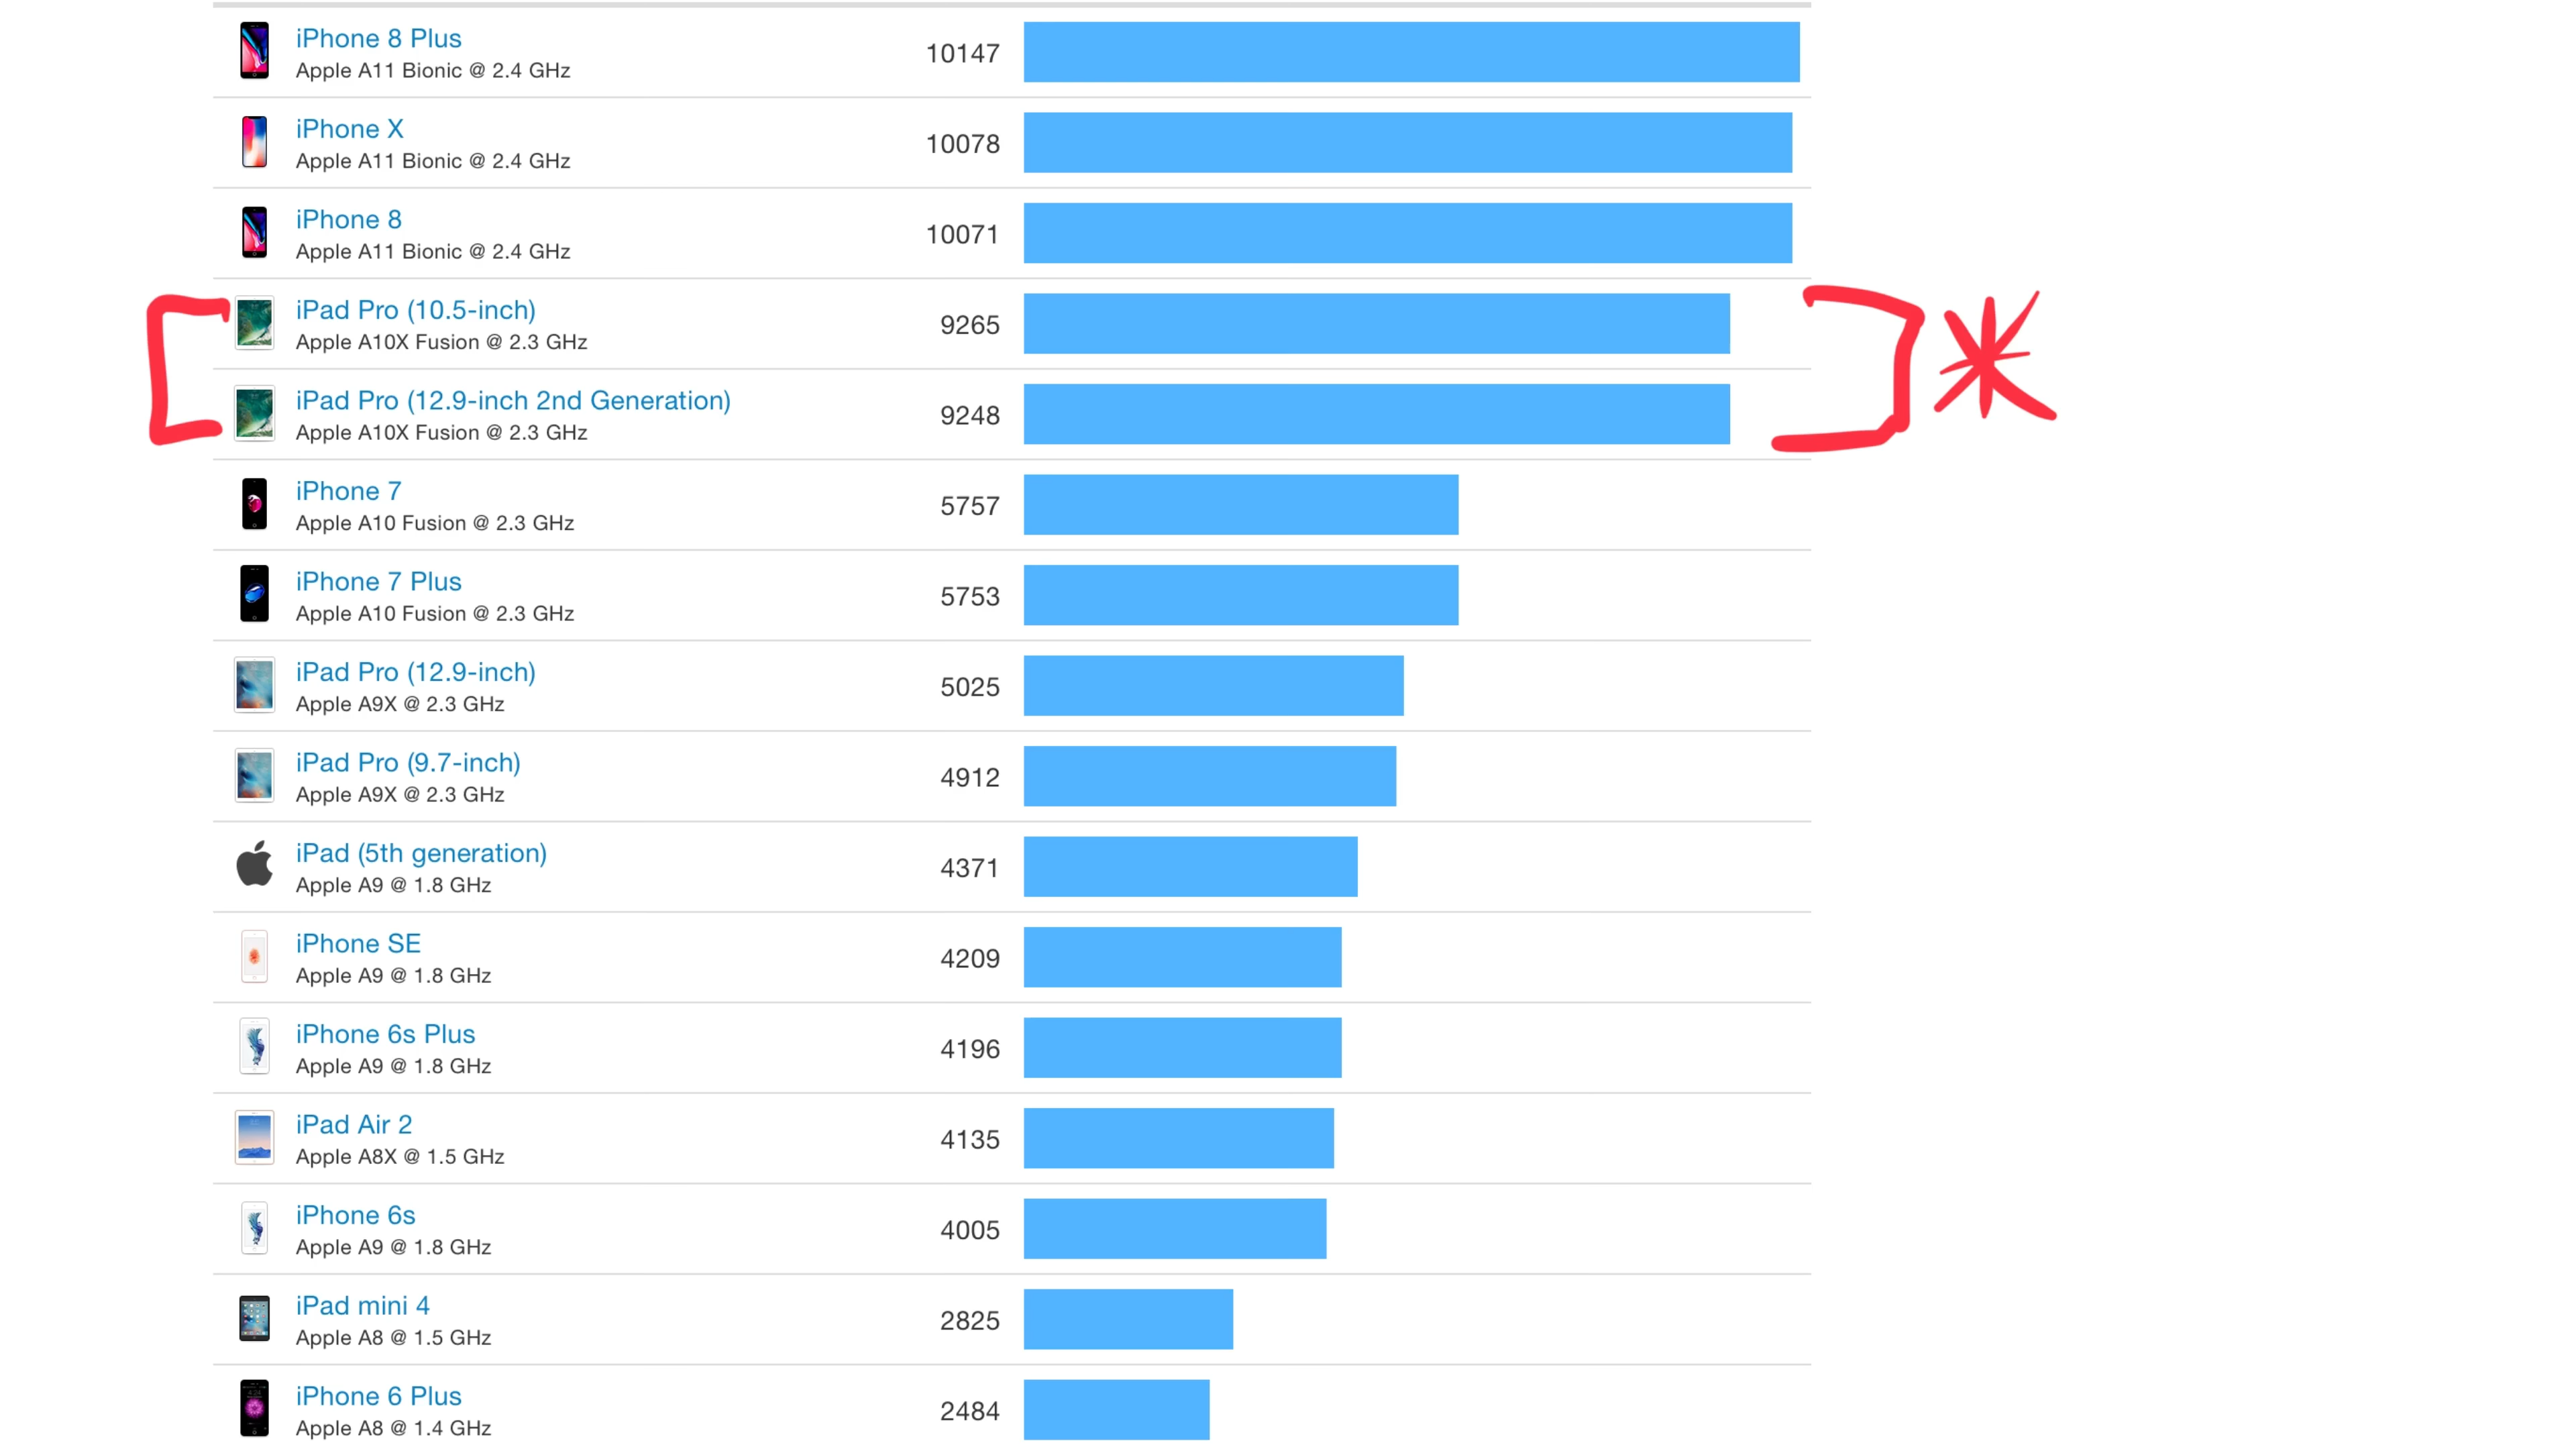 iPhone 8 Plus
Apple A11 Bionic @ 2.4 GHz
10147
iPhone X
Apple A11 Bionic @ 2.4 GHz
10078
iPhone 8
Apple A11 Bionic @ 2.4 GHz
10071
iPad Pro (10.5-inch)
Apple A10X Fusion @ 2.3 GHz
9265
iPad Pro (12.9-inch 2nd Generation)
Apple A10X Fusion @ 2.3 GHz
9248
iPhone 7
Apple A10 Fusion @ 2.3 GHz
5757
iPhone 7 Plus
Apple A10 Fusion @ 2.3 GHz
5753
iPad Pro (12.9-inch)
Apple A9X @ 2.3 GHz
5025
iPad Pro (9.7-inch)
Apple A9X @ 2.3 GHz
4912
iPad (5th generation)
Apple A9 @ 1.8 GHz
4371
iPhone SE
Apple A9 @ 1.8 GHz
4209
iPhone 6s Plus
Apple A9 @ 1.8 GHz
4196
iPad Air 2
Apple A8X @ 1.5 GHz
4135
iPhone 6s
Apple A9 @ 1.8 GHz
4005
iPad mini 4
Apple A8 @ 1.5 GHz
2825
iPhone 6 Plus
Apple A8 @ 1.4 GHz
2484